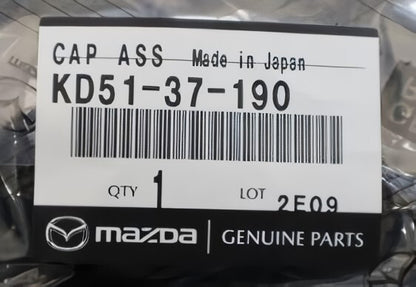 CAP ASS Made in Japan
KD51-37-190
QTY 1 LOT 2E09
mazda GENUINE PARTS